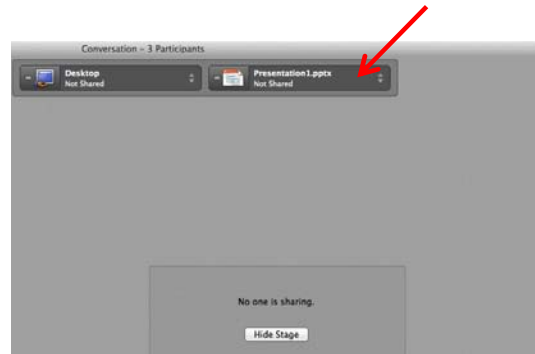 Conversation – 3 Participants
Desktop
Not Shared
Presentation1.pptx
Not Shared
No one is sharing.
Hide Stage